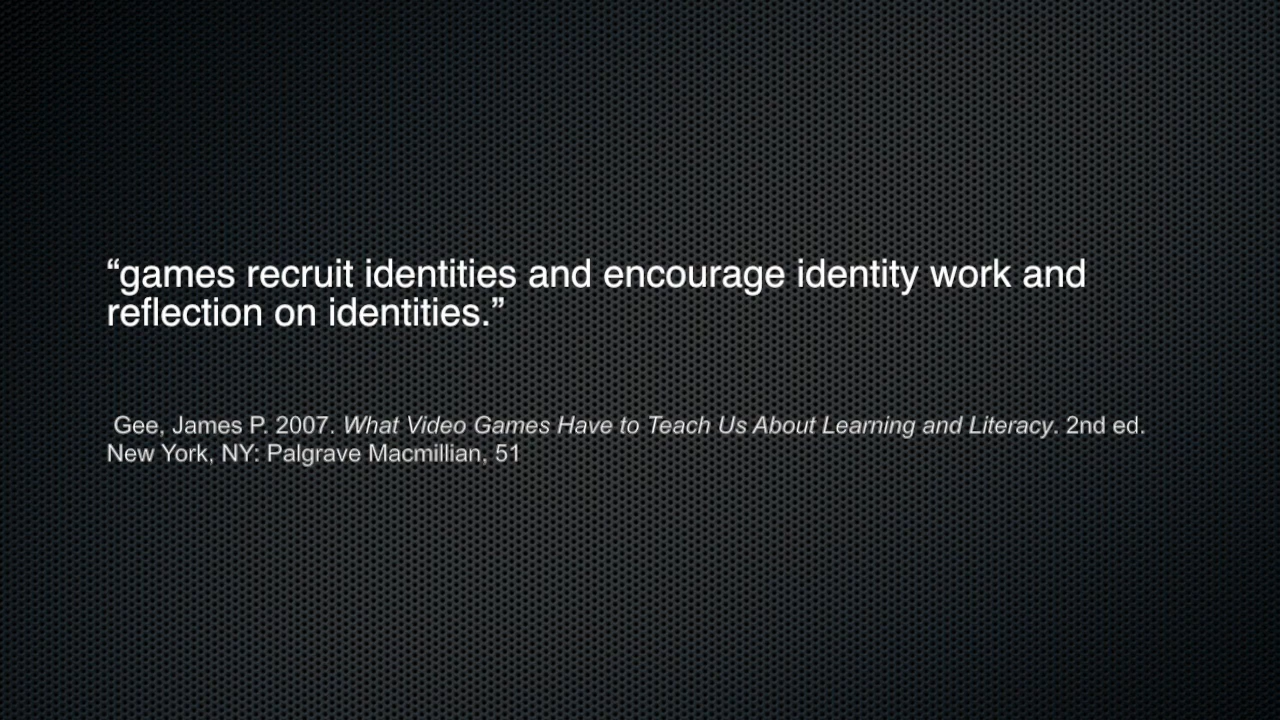 “games recruit identities and encourage identity work and
reflection on identities.”
Gee, James P. 2007. What Video Games Have to Teach Us About Learning and Literacy. 2nd ed.
New York, NY: Palgrave Macmillian, 51